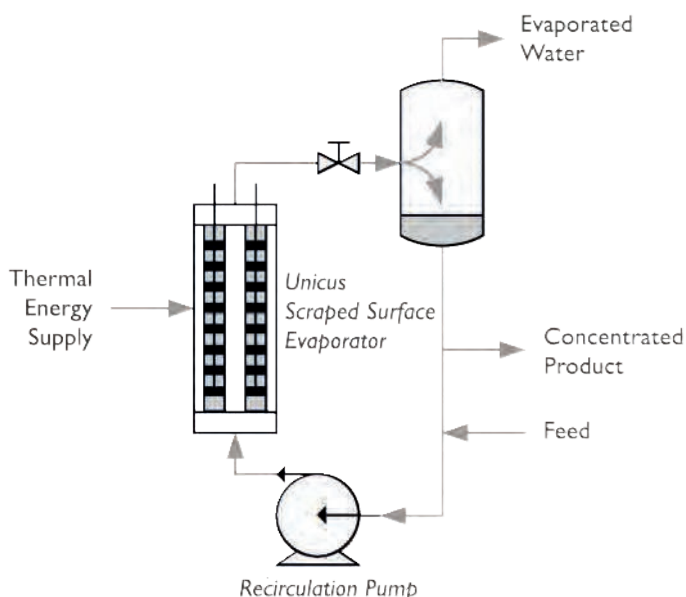 Evaporated
Water
Thermal
Energy
Supply
Unicus
Scraped Surface
Evaporator
Concentrated
Product
Feed
Recirculation Pump